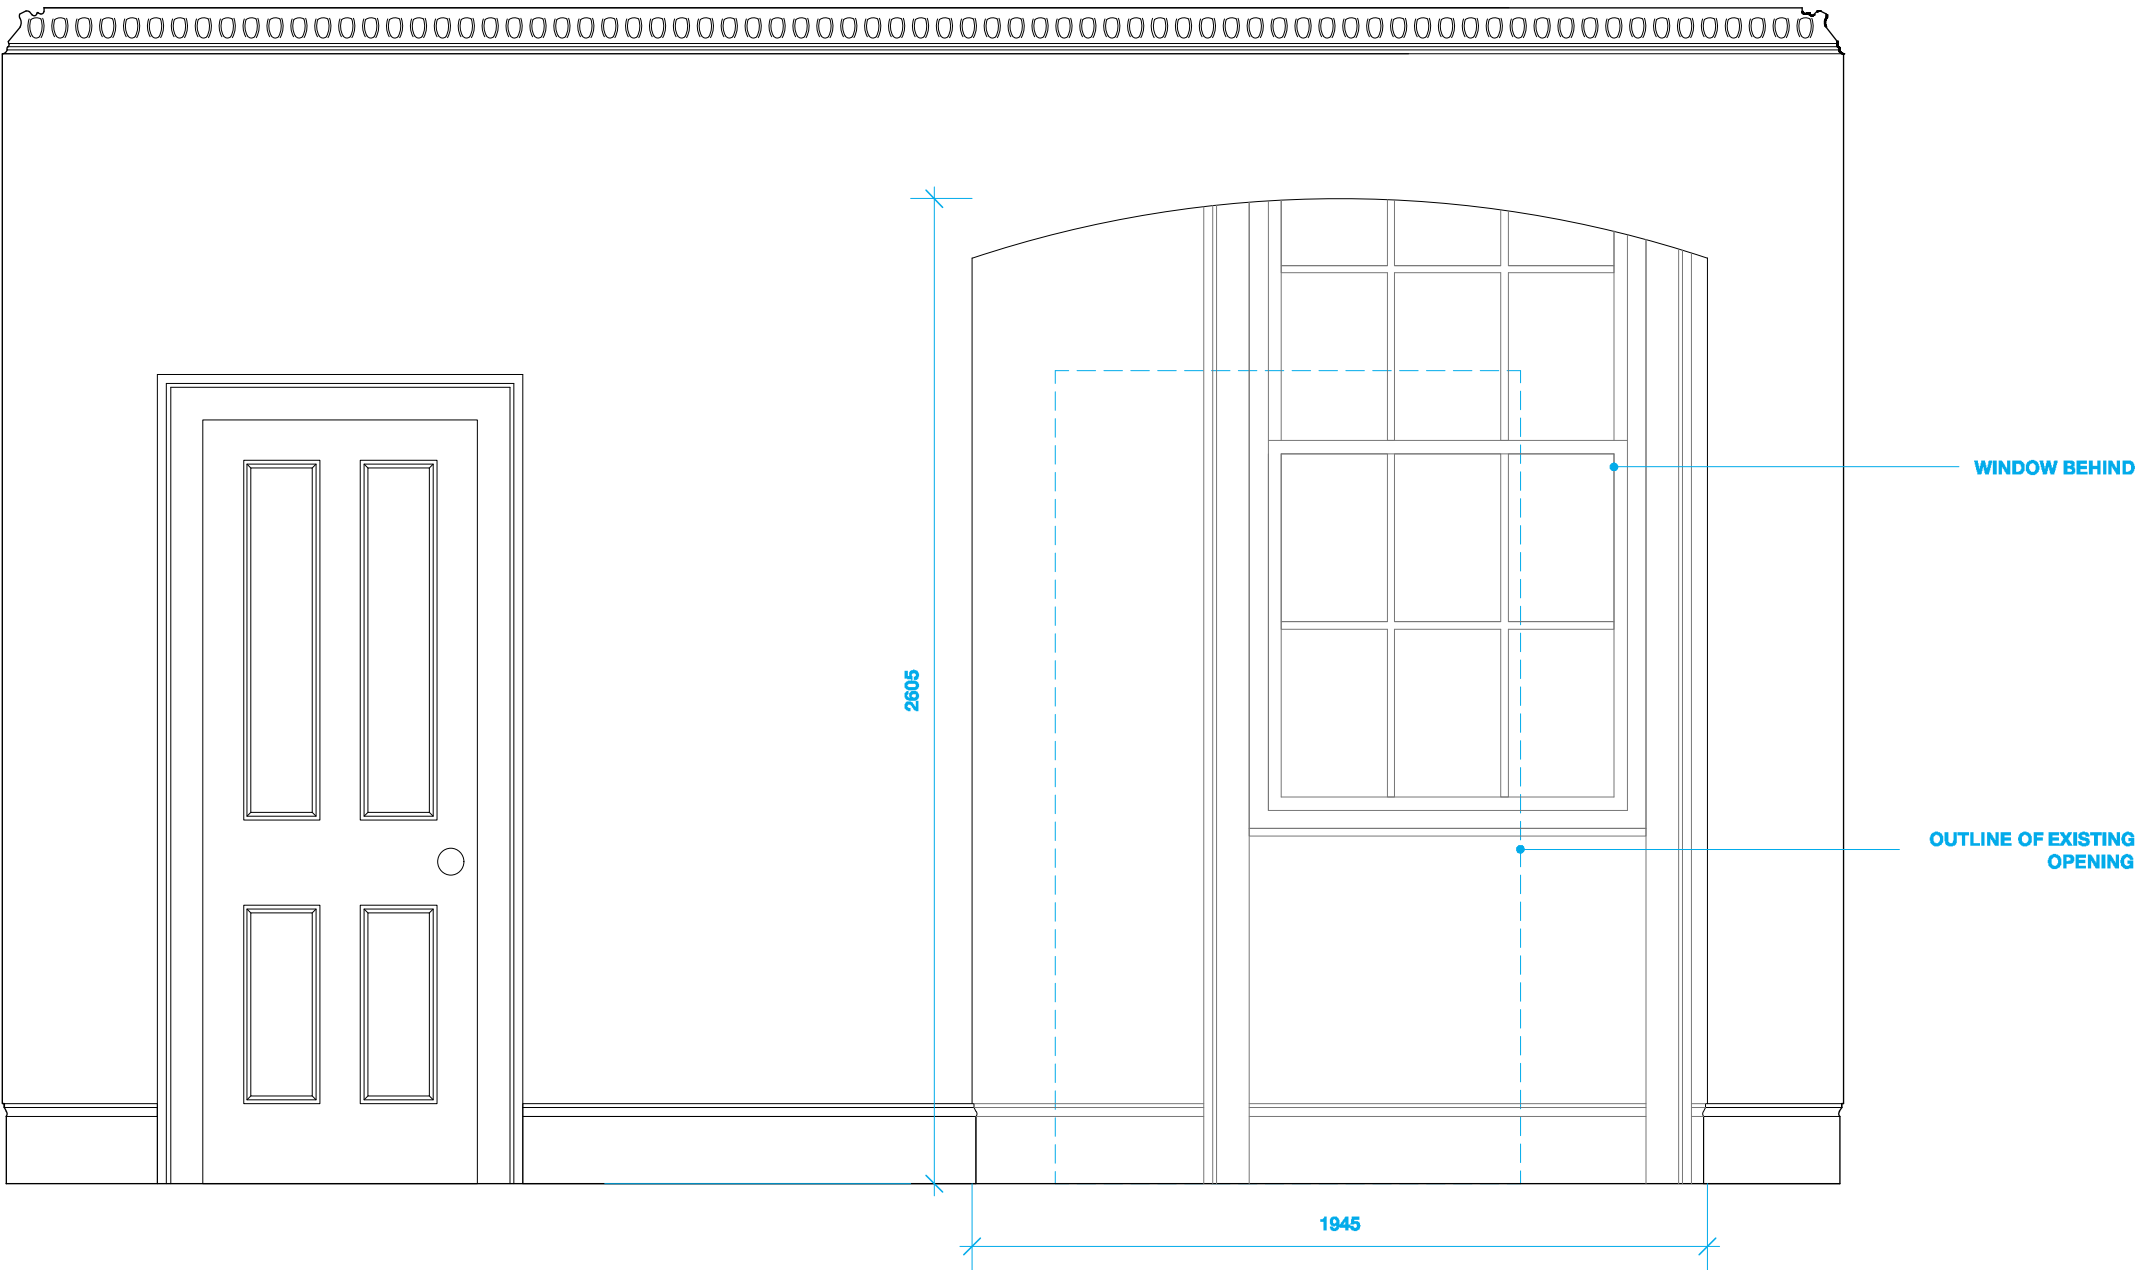 WINDOW BEHIND
2605
OUTLINE OF EXISTING
OPENING
1945